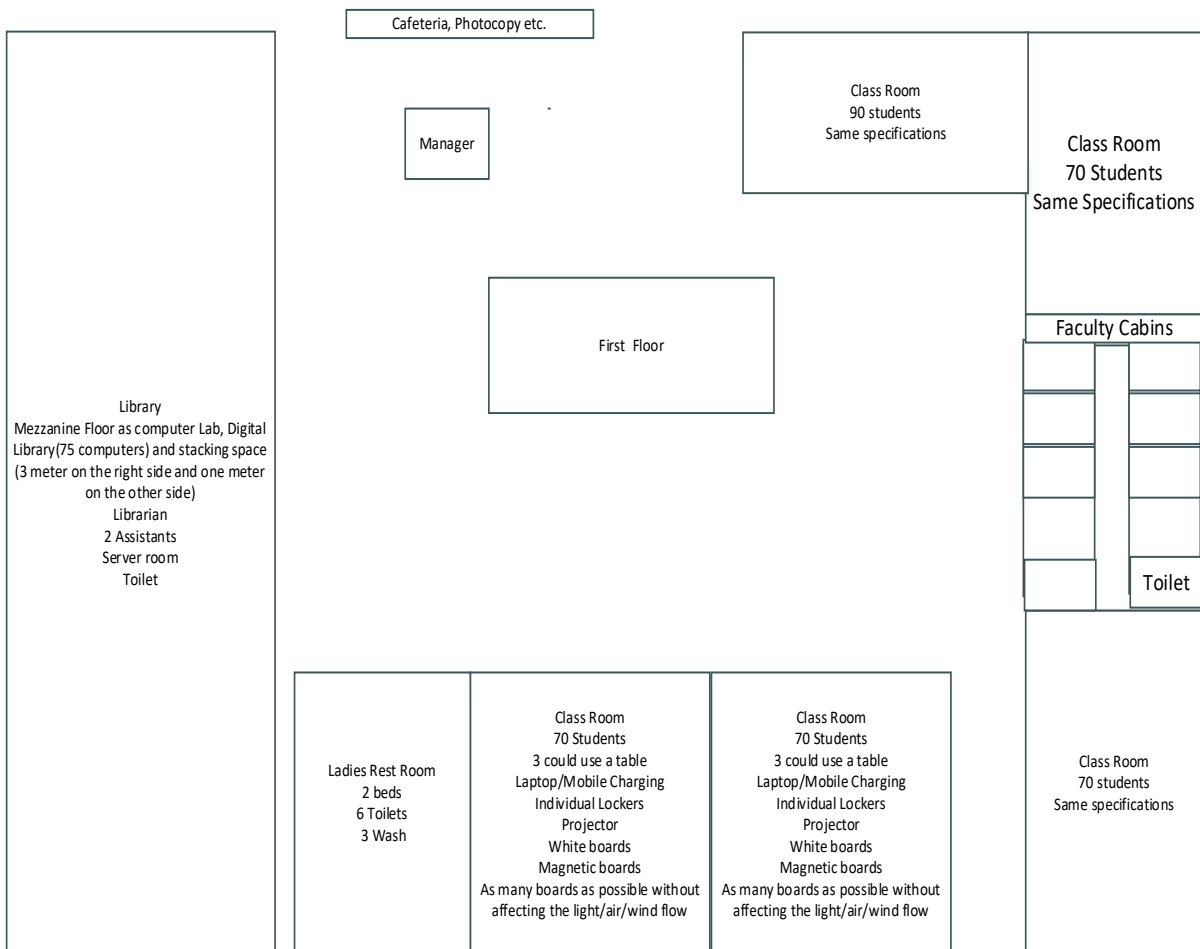 Cafeteria, Photocopy etc.
Manager
Class Room
90 students
Same specifications
Class Room
70 Students
Same Specifications
First Floor
Faculty Cabins
Toilet
Library
Mezzanine Floor as computer Lab, Digital
Library(75 computers) and stacking space
(3 meter on the right side and one meter
on the other side)
Librarian
2 Assistants
Server room
Toilet
Ladies Rest Room
2 beds
6 Toilets
3 Wash
Class Room
70 Students
3 could use a table
Laptop/Mobile Charging
Individual Lockers
Projector
White boards
Magnetic boards
As many boards as possible without
affecting the light/air/wind flow
Class Room
70 Students
3 could use a table
Laptop/Mobile Charging
Individual Lockers
Projector
White boards
Magnetic boards
As many boards as possible without
affecting the light/air/wind flow
Class Room
70 students
Same specifications